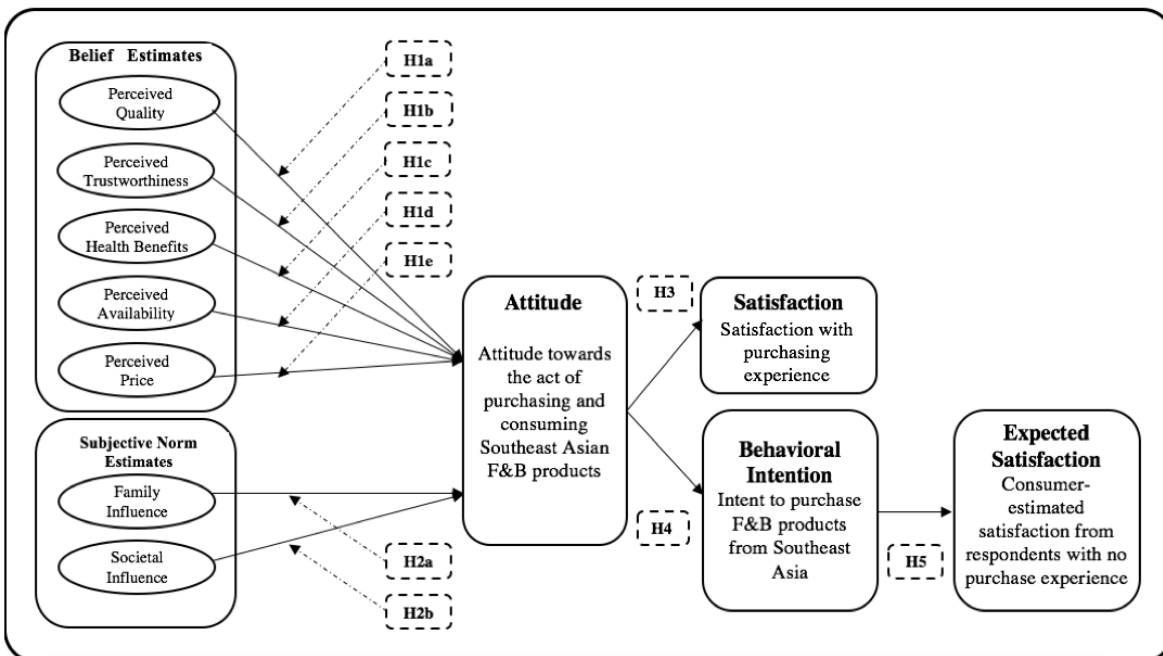 Belief Estimates
Perceived
Quality
Perceived
Trustworthiness
Perceived
Health Benefits
Perceived
Availability
Perceived
Price
Subjective Norm
Estimates
Family
Influence
Societal
Influence
H1a
H1b
H1c
H1d
H1e
H2a
H2b
Attitude
Attitude towards
the act of
purchasing and
consuming
Southeast Asian
F&B products
H3
H4
Satisfaction
Satisfaction with
purchasing
experience
Behavioral
Intention
Intent to purchase
F&B products
from Southeast
Asia
H5
Expected
Satisfaction
Consumer-
estimated
satisfaction from
respondents with no
purchase experience